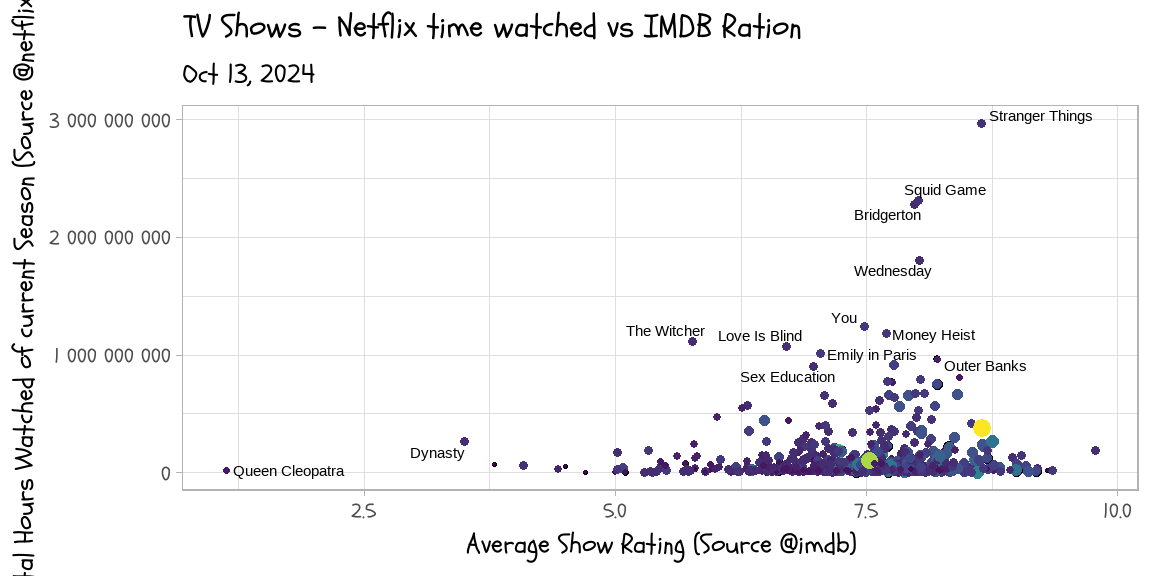 TV Shows – Netflix time watched vs IMDB Ration
Oct 13, 2024
tal Hours Watched of current Season (Source @netflix
3 000 000 000
2 000 000 000
1 000 000 000
0
Stranger Things
Squid Game
Bridgerton
Wednesday
You
The Witcher
Love Is Blind
Money Heist
Emily in Paris
Outer Banks
Sex Education
Dynasty
Queen Cleopatra
2.5
5.0
7.5
10.0
Average Show Rating (Source @imdb)